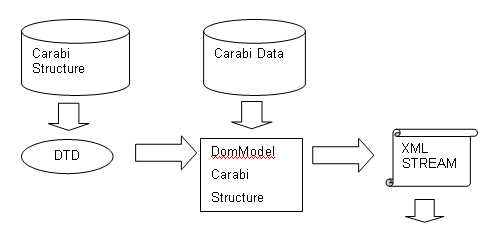 Carabi
Structure
Carabi Data
DTD
DomModel
Carabi
Structure
XML
STREAM